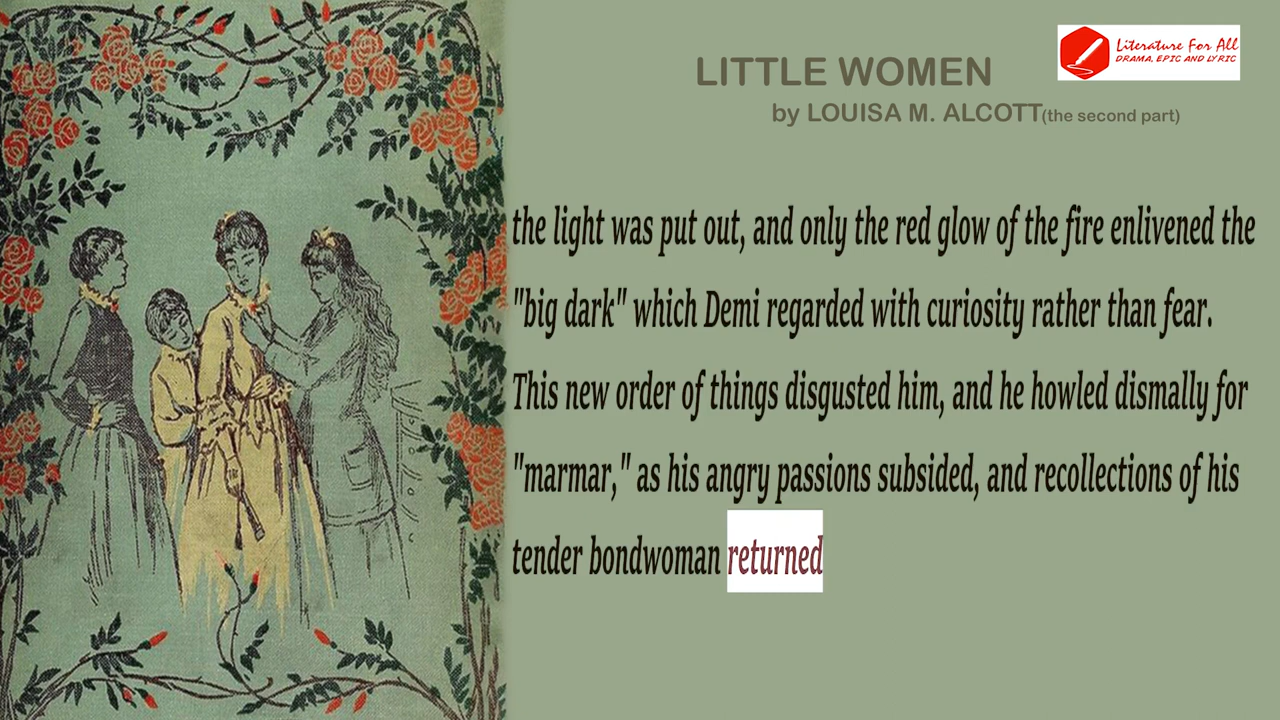 LITTLE WOMEN
by LOUISA M. ALCOTT(the second part)
Literature For All
DRAMA, EPIC AND LYRIC
the light was put out, and only the red glow of the fire enlivened the
"big dark" which Demi regarded with curiosity rather than fear.
This new order of things disgusted him, and he howled dismally for
"marmar," as his angry passions subsided, and recollections of his
tender bondwoman returned